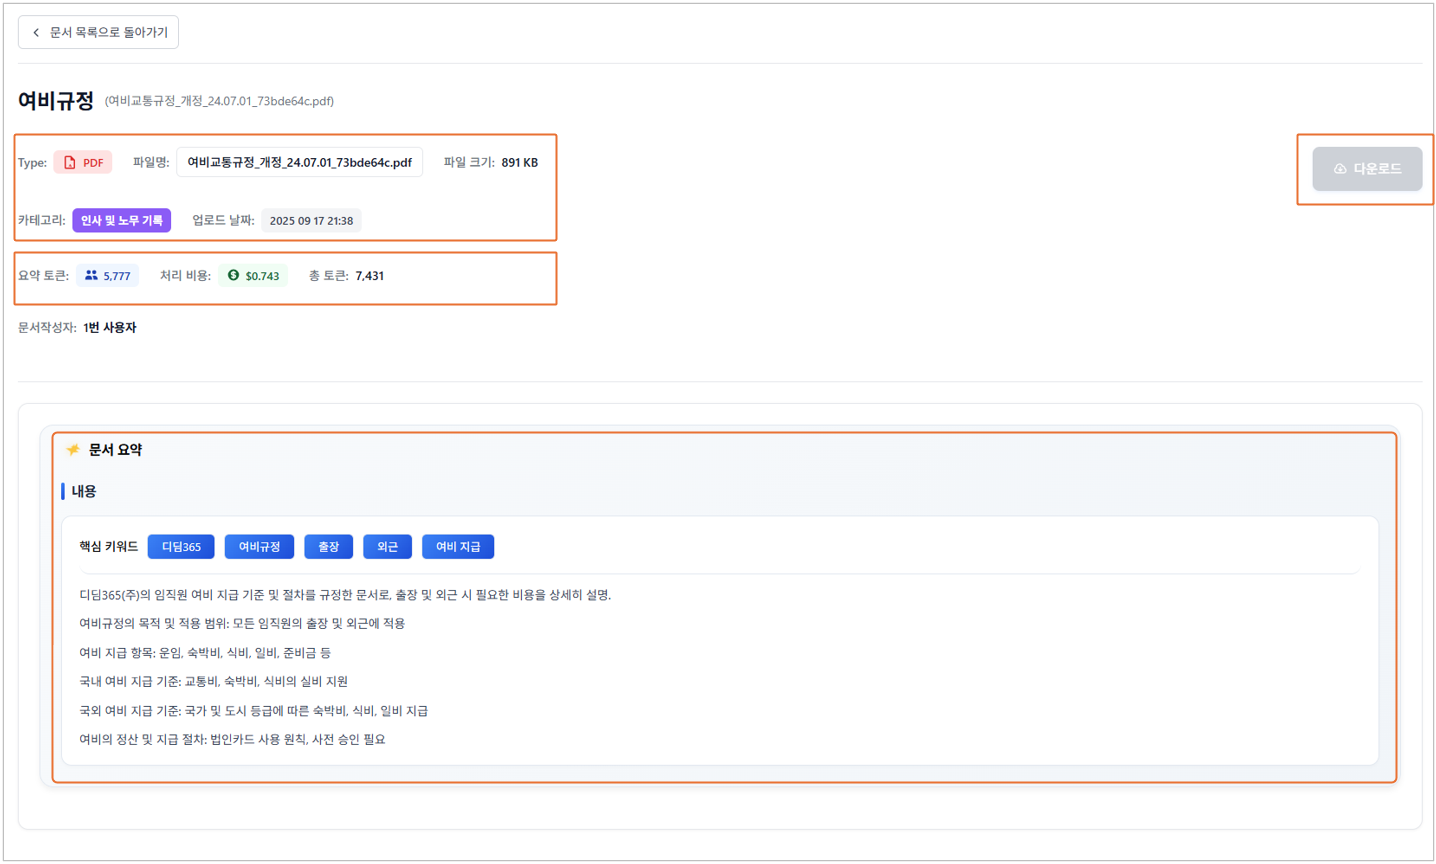 문서 목록으로 돌아가기
여비규정 (여비교통규정_개정_24.07.01_73bde64c.pdf)
Type: PDF 파일명: 여비교통규정_개정_24.07.01_73bde64c.pdf 파일 크기: 891 KB
다운로드
카테고리: 인사 및 노무 기록 업로드 날짜: 2025 09 17 21:38
요약 토큰: 5,777 처리 비용: $0.743 총 토큰: 7,431
문서작성자: 1번 사용자
문서 요약
내용
핵심 키워드 디딤365 여비규정 출장 외근 여비 지급
디딤365(주)의 임직원 여비 지급 기준 및 절차를 규정한 문서로, 출장 및 외근 시 필요한 비용을 상세히 설명.
여비규정의 목적 및 적용 범위: 모든 임직원의 출장 및 외근에 적용
여비 지급 항목: 운임, 숙박비, 식비, 일비, 준비금 등
국내 여비 지급 기준: 교통비, 숙박비, 식비의 실비 지원
국외 여비 지급 기준: 국가 및 도시 등급에 따른 숙박비, 식비, 일비 지급
여비의 정산 및 지급 절차: 법인카드 사용 원칙, 사전 승인 필요